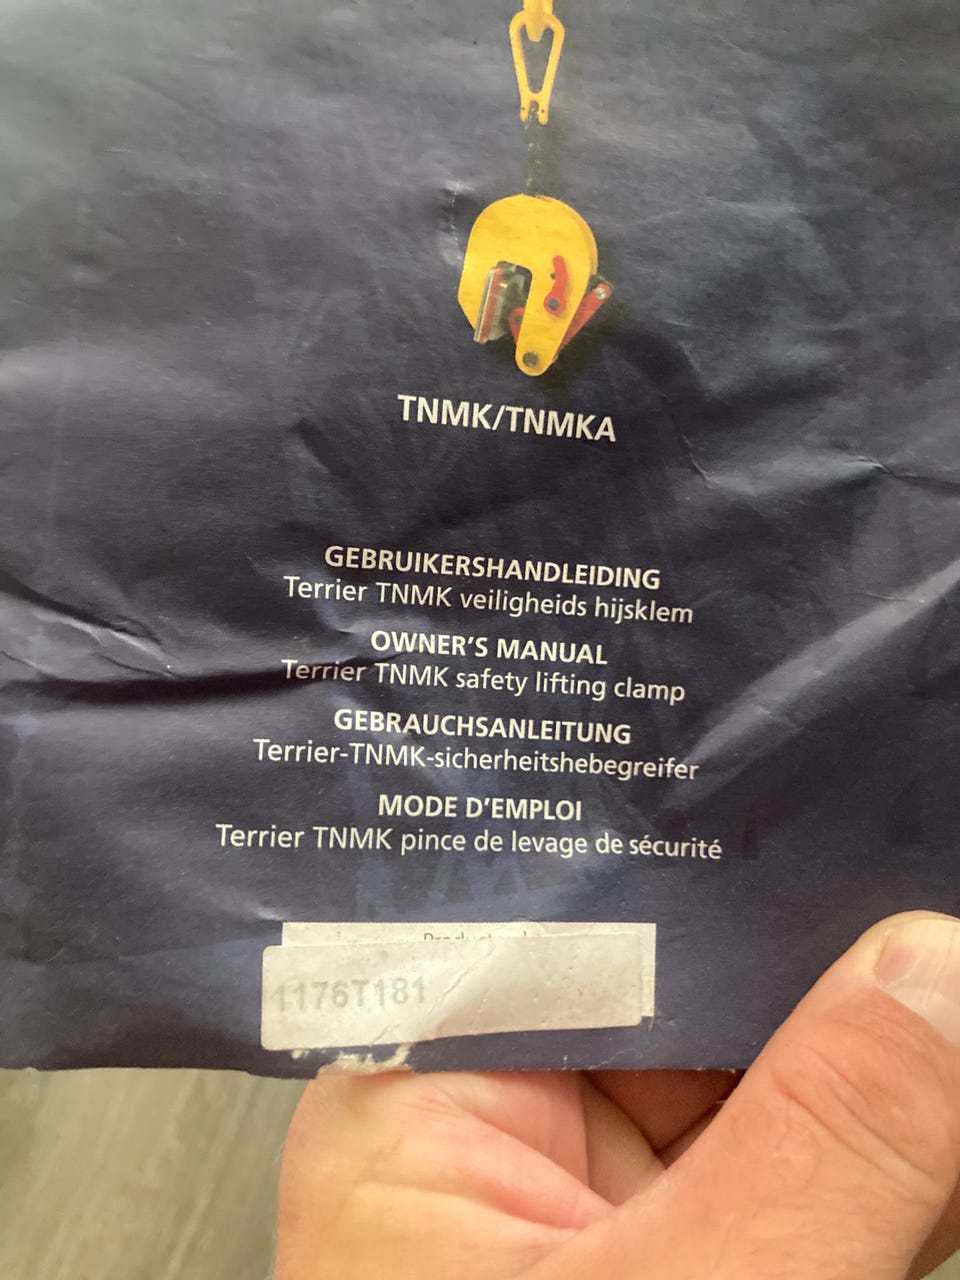 TNMK/TNMKA
GEBRUIKERSHANDLEIDING
Terrier TNMK veiligheids hijsklem
OWNER'S MANUAL
Terrier TNMK safety lifting clamp
GEBRAUCHSANLEITUNG
Terrier-TNMK-sicherheitshebegreifer
MODE D'EMPLOI
Terrier TNMK pince de levage de sécurité
1176T181